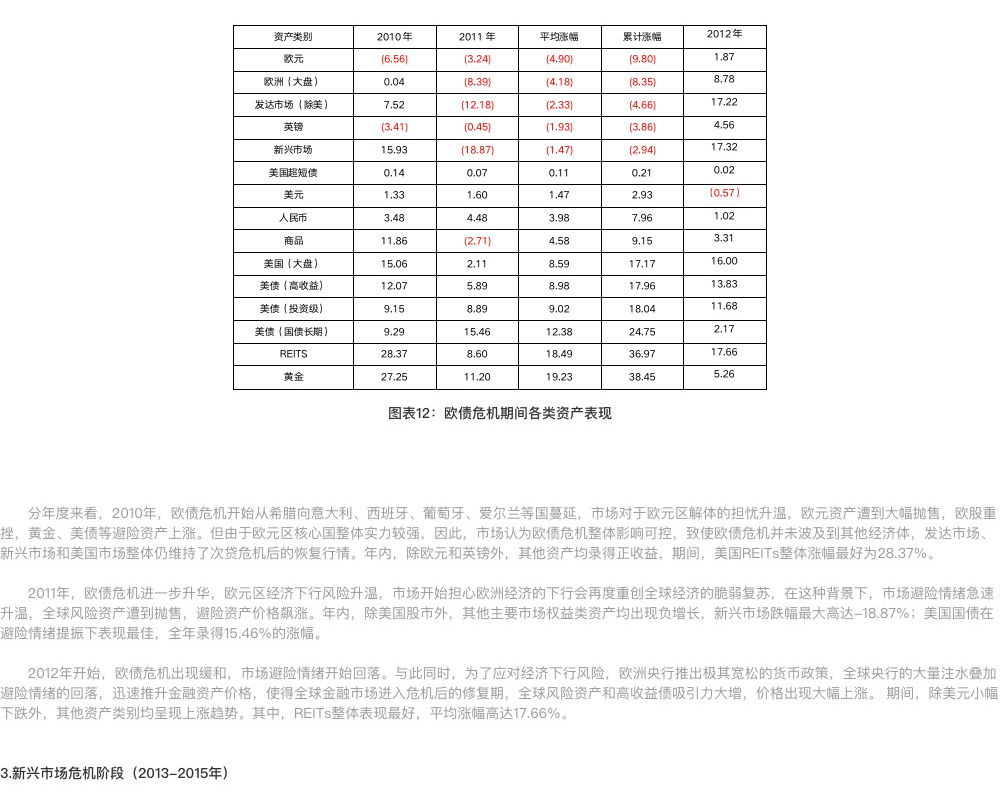 资产类别 2010年 2011 年 平均涨幅 累计涨幅 2012年
欧元 (6.56) (3.24) (4.90) (9.80) 1.87
欧洲（大盘） 0.04 (8.39) (4.18) (8.35) 8.78
发达市场（除美） 7.52 (12.18) (2.33) (4.66) 17.22
英镑 (3.41) (0.45) (1.93) (3.86) 4.56
新兴市场 15.93 (18.87) (1.47) (2.94) 17.32
美国超短债 0.14 0.07 0.11 0.21 0.02
美元 1.33 1.60 1.47 2.93 (0.57)
人民币 3.48 4.48 3.98 7.96 1.02
商品 11.86 (2.71) 4.58 9.15 3.31
美国（大盘） 15.06 2.11 8.59 17.17 16.00
美债（高收益） 12.07 5.89 8.98 17.96 13.83
美债（投资级） 9.15 8.89 9.02 18.04 11.68
美债（国债长期） 9.29 15.46 12.38 24.75 2.17
REITS 28.37 8.60 18.49 36.97 17.66
黄金 27.25 11.20 19.23 38.45 5.26
图表12：欧债危机期间各类资产表现
分年度来看，2010年，欧债危机开始从希腊向意大利、西班牙、葡萄牙、爱尔兰等国蔓延，市场对于欧元区解体的担忧升温，欧元资产遭到大幅抛售，欧股重
挫，黄金、美债等避险资产上涨。但由于欧元区核心国整体实力较强，因此，市场认为欧债危机整体影响可控，致使欧债危机并未波及到其他经济体，发达市场、
新兴市场和美国市场整体仍维持了次贷危机后的恢复行情。年内，除欧元和英镑外，其他资产均录得正收益，期间，美国REITs整体涨幅最好为28.37%。
2011年，欧债危机进一步升华，欧元区经济下行风险升温，市场开始担心欧洲经济的下行会再度重创全球经济的脆弱复苏，在这种背景下，市场避险情绪急速
升温，全球风险资产遭到抛售，避险资产价格飙涨。年内，除美国股市外，其他主要市场权益类资产均出现负增长，新兴市场跌幅最大高达-18.87%；美国国债在
避险情绪提振下表现最佳，全年录得15.46%的涨幅。
2012年开始，欧债危机出现缓和，市场避险情绪开始回落。与此同时，为了应对经济下行风险，欧洲央行推出极其宽松的货币政策，全球央行的大量注水叠加
避险情绪的回落，迅速推升金融资产价格，使得全球金融市场进入危机后的修复期，全球风险资产和高收益债吸引力大增，价格出现大幅上涨。 期间，除美元小幅
下跌外，其他资产类别均呈现上涨趋势。其中，REITs整体表现最好，平均涨幅高达17.66%。
3.新兴市场危机阶段（2013-2015年）